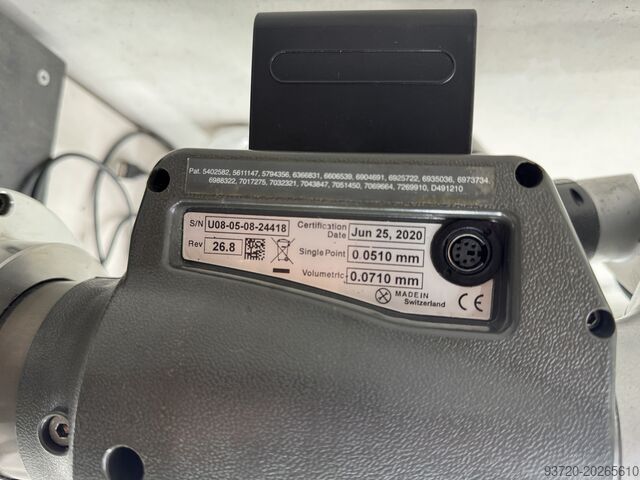 Pat. 5402582, 5611147, 5794356, 6366831, 6606539, 6904691, 6925722, 6935036, 6973734
6988322, 7017275, 7032321, 7043847, 7051450, 7069664, 7269910, D491210
S/N U08-05-08-24418
Rev 26.8
Certification Date Jun 25, 2020
Single Point 0.0510 mm
Volumetric 0.0710 mm
MADE IN
Switzerland
CE
93720-20265610